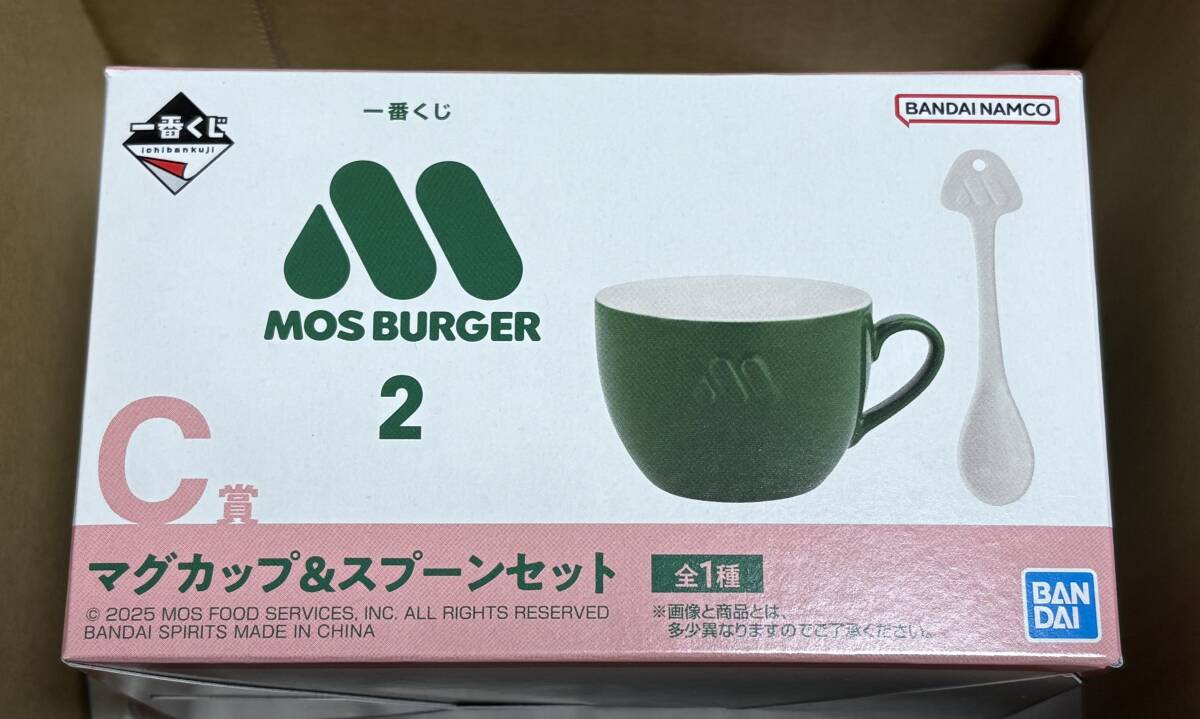 一番くじ
ichibankuji
一番くじ
BANDAI NAMCO
MOS BURGER
2
C賞
マグカップ&スプーンセット
全1種
© 2025 MOS FOOD SERVICES, INC. ALL RIGHTS RESERVED
BANDAI SPIRITS MADE IN CHINA
※画像と商品とは、
多少異なりますのでご了承ください。
BAN
DAI